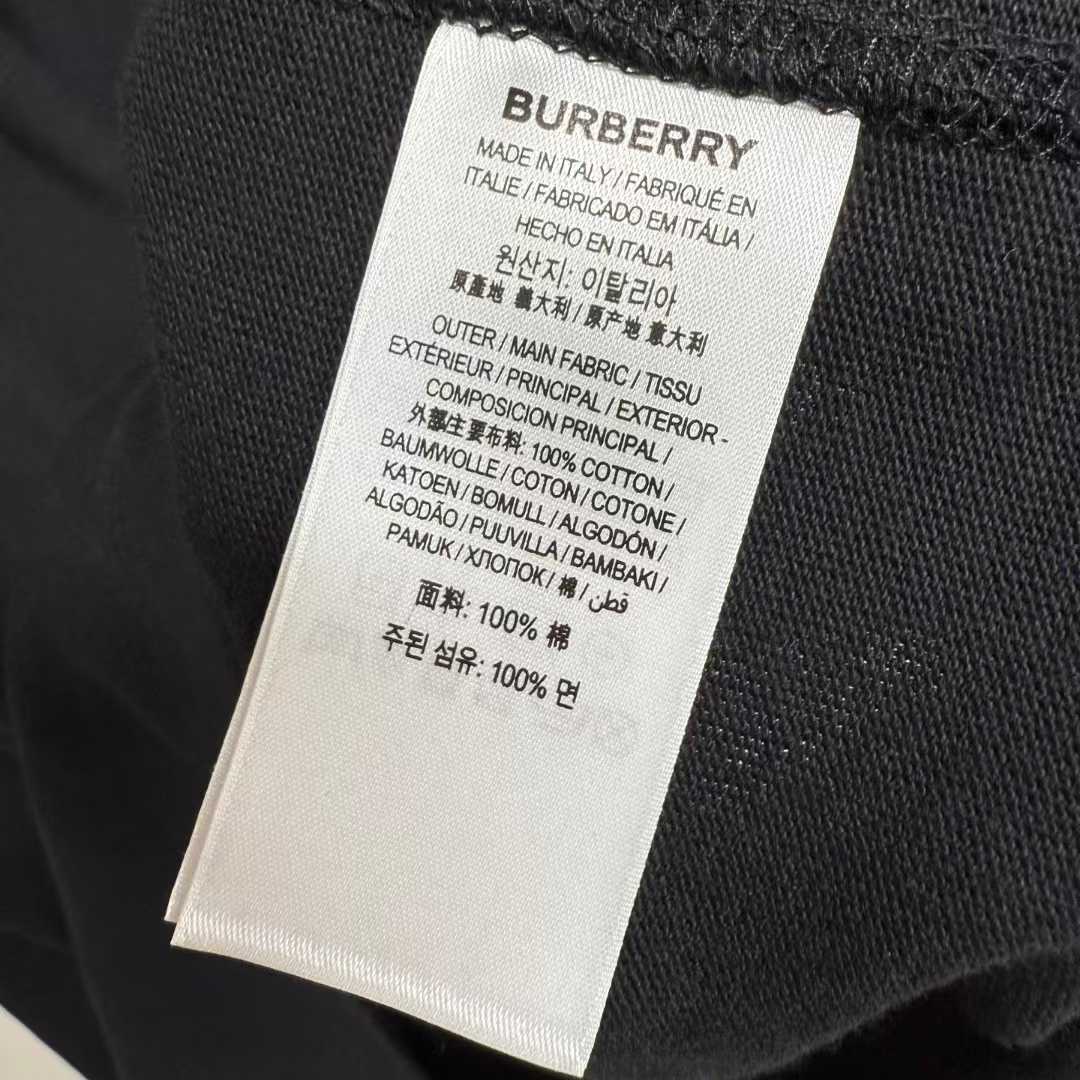 BURBERRY
MADE IN ITALY / FABRIQUÉ EN
ITALIE / FABRICADO EM ITÁLIA /
HECHO EN ITALIA
원산지: 이탈리아
原產地 義大利 / 原产地 意大利
OUTER / MAIN FABRIC / TISSU
EXTÉRIEUR / PRINCIPAL / EXTERIOR -
COMPOSICION PRINCIPAL /
外部主要布料: 100% COTTON /
BAUMWOLLE / COTON / COTONE /
KATOEN / BOMULL / ALGODÓN /
ALGODÃO / PUUVILLA / BAMBAKI /
PAMUK / ХЛОПОК / 棉 / قطن
面料: 100% 棉
주된 섬유: 100% 면